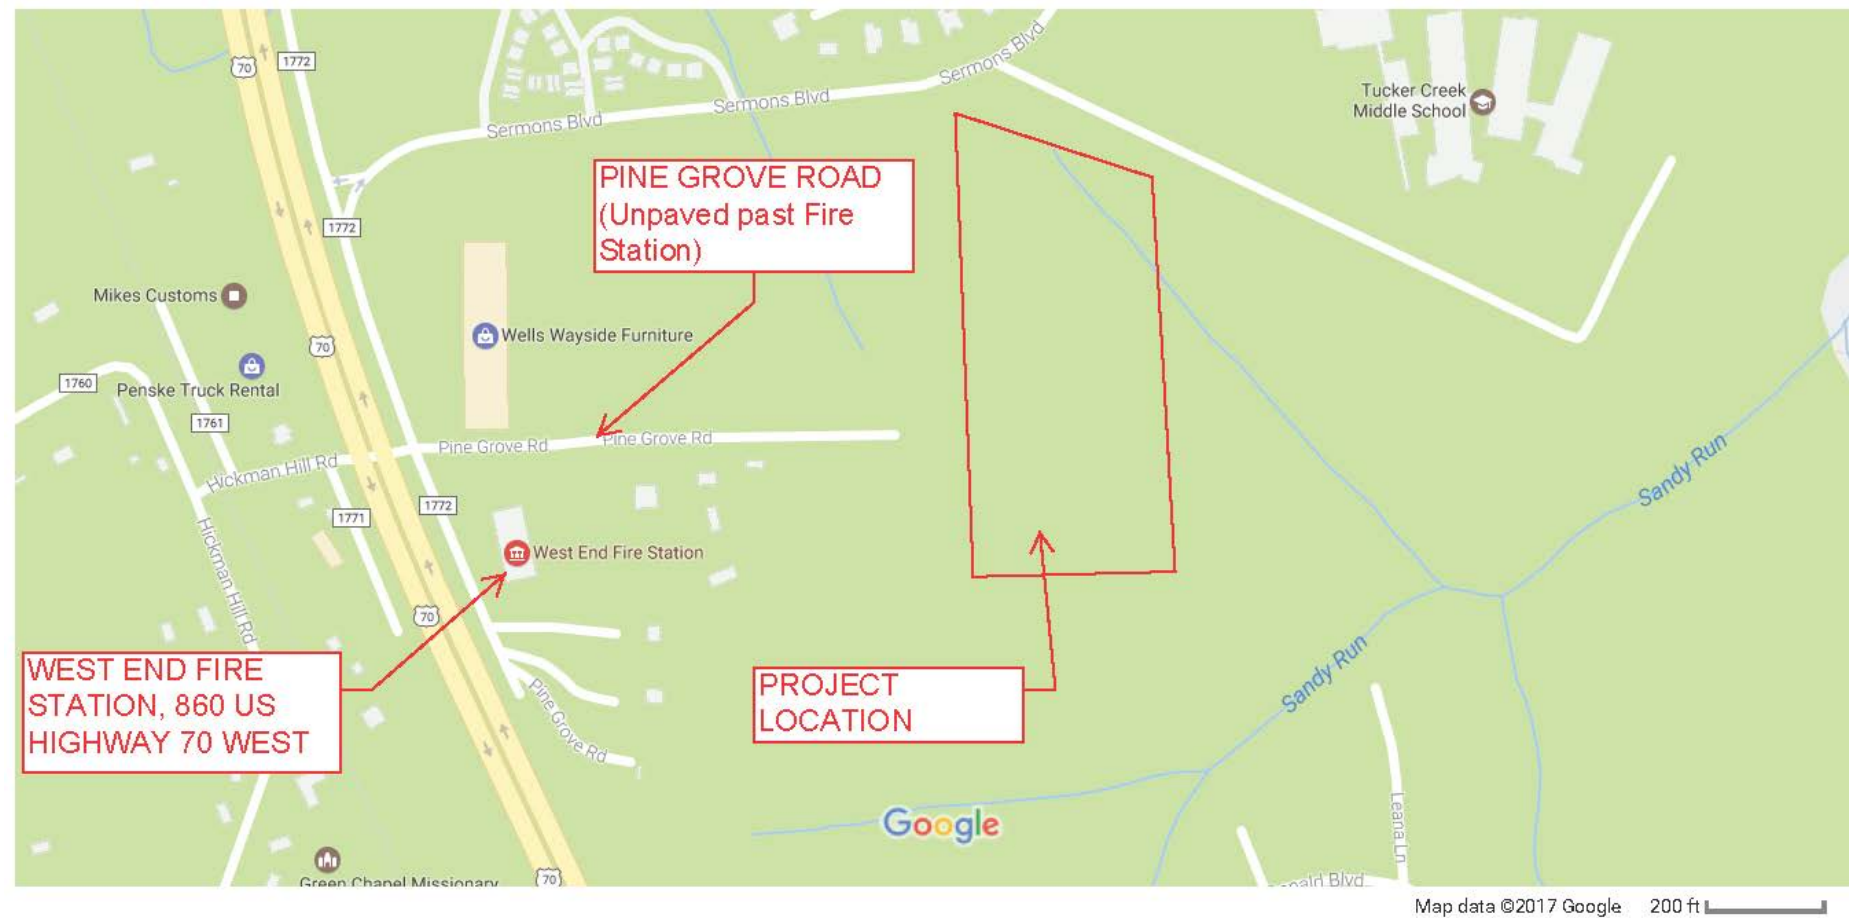 70
1772
Sermons Blvd
Sermons Blvd
Sermons Blvd
Tucker Creek
Middle School
PINE GROVE ROAD
(Unpaved past Fire
Station)
1772
Mikes Customs
70
Wells Wayside Furniture
1760
Penske Truck Rental
1761
Pine Grove Rd
Pine Grove Rd
Hickman Hill Rd
Sandy Run
1772
1771
West End Fire Station
Hickman Hill Rd
70
WEST END FIRE
STATION, 860 US
HIGHWAY 70 WEST
PROJECT
LOCATION
Sandy Run
Pine Grove Rd
Leana Ln
Google
Green Chapel Missionary
70
Blvd
Map data ©2017 Google
200 ft